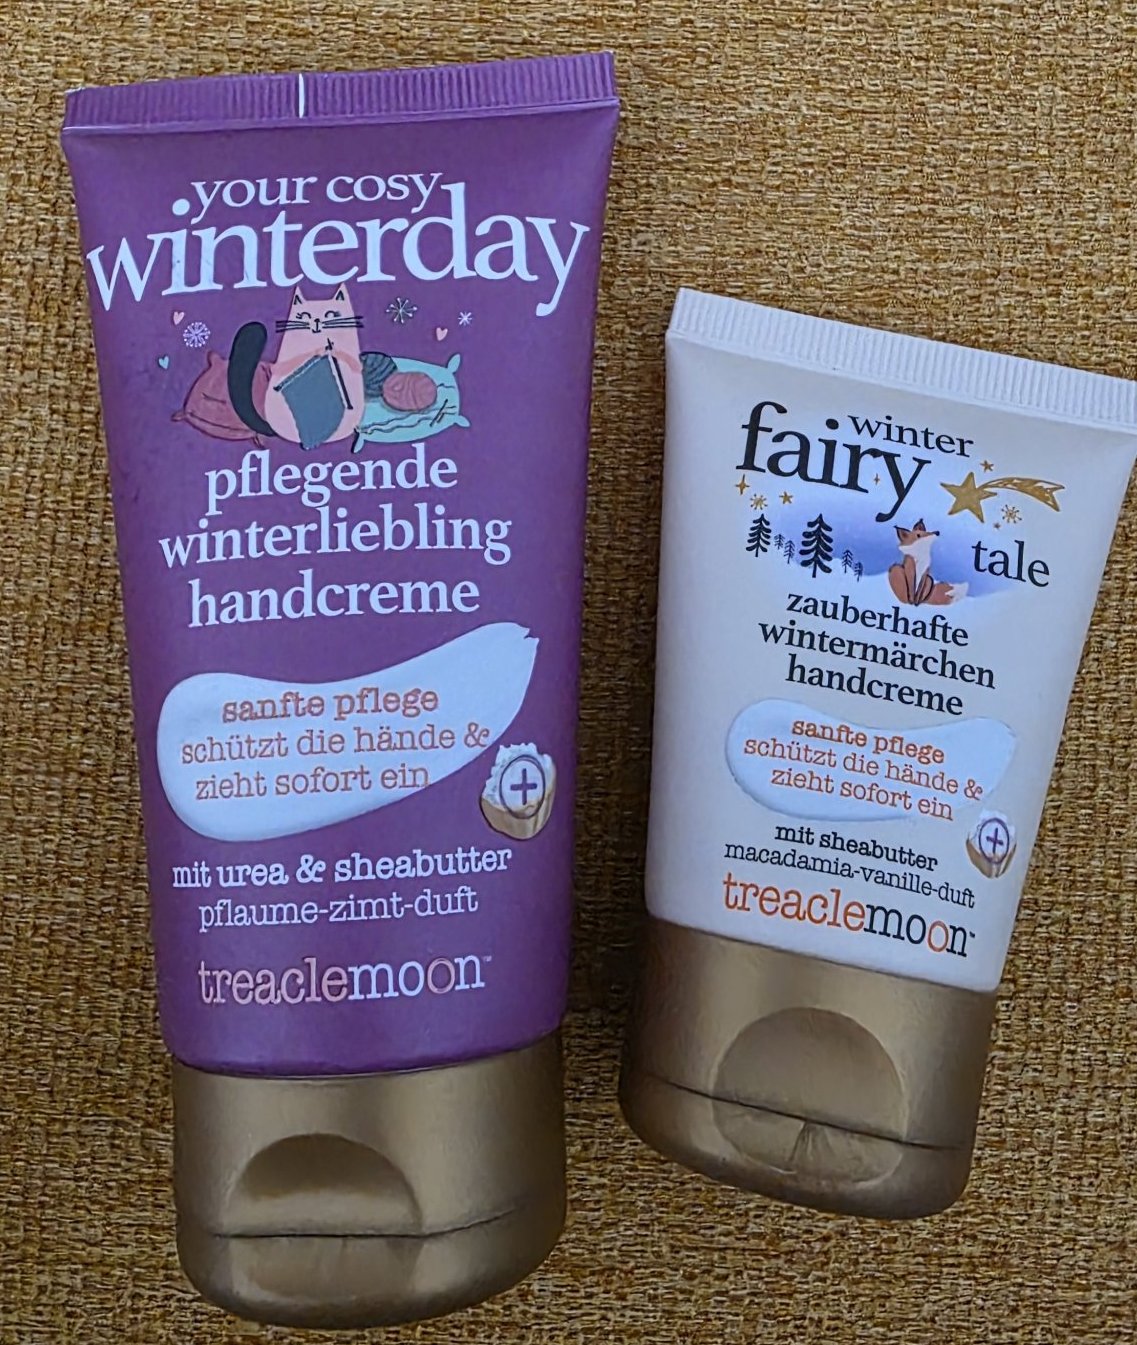 your cosy
winterday
pflegende
winterliebling
handcreme
sanfte pflege
schützt die hände &
zieht sofort ein
mit urea & sheabutter
pflaume-zimt-duft
treaclemoon™
winter
fairy
tale
zauberhafte
wintermärchen
handcreme
sanfte pflege
schützt die hände &
zieht sofort ein
mit sheabutter
macadamia-vanille-duft
treaclemoon™